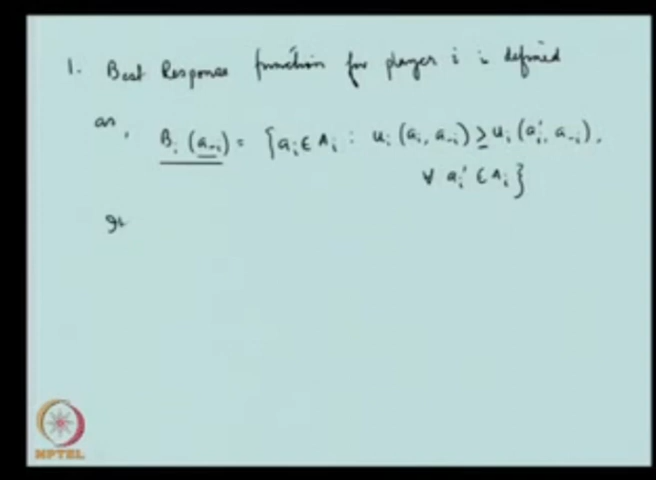 1. Best Response function for player i is defined
as, B_i (a_{-i}) = {a_i ∈ A_i : u_i (a_i, a_{-i}) ≥ u_i (a_i', a_{-i}),
∀ a_i' ∈ A_i}
It
NPTEL